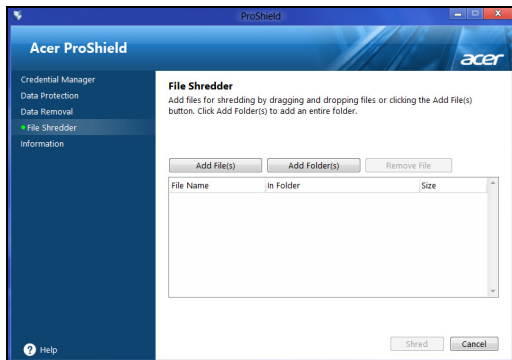 ProShield
Acer ProShield
acer
Credential Manager
Data Protection
Data Removal
File Shredder
Information
File Shredder
Add files for shredding by dragging and dropping files or clicking the Add File(s)
button. Click Add Folder(s) to add an entire folder.
Add File(s) Add Folder(s) Remove File
File Name In Folder Size
? Help
Shred Cancel